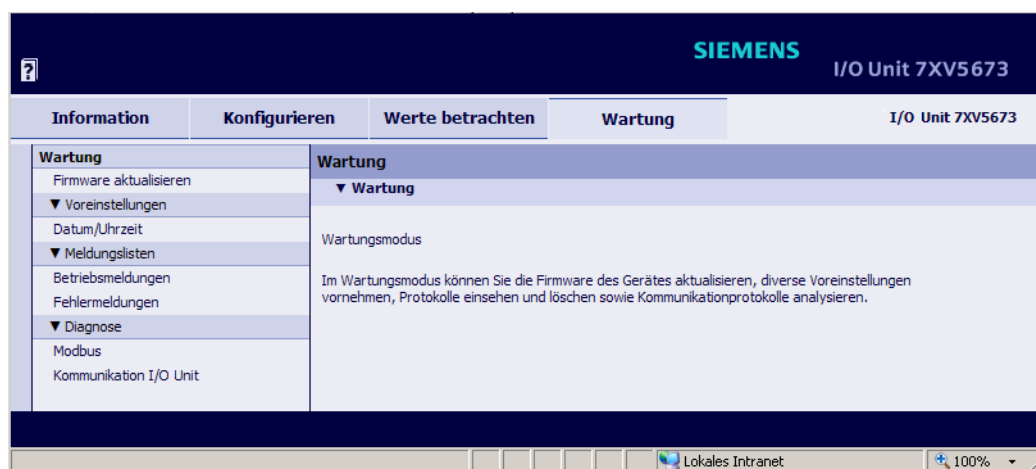 ?
SIEMENS
I/O Unit 7XV5673
Information Konfigurieren Werte betrachten Wartung I/O Unit 7XV5673
Wartung
Firmware aktualisieren
▼ Voreinstellungen
Datum/Uhrzeit
▼ Meldungslisten
Betriebsmeldungen
Fehlermeldungen
▼ Diagnose
Modbus
Kommunikation I/O Unit
Wartung
▼ Wartung
Wartungsmodus
Im Wartungsmodus können Sie die Firmware des Gerätes aktualisieren, diverse Voreinstellungen
vornehmen, Protokolle einsehen und löschen sowie Kommunikationprotokolle analysieren.
Lokales Intranet 100%